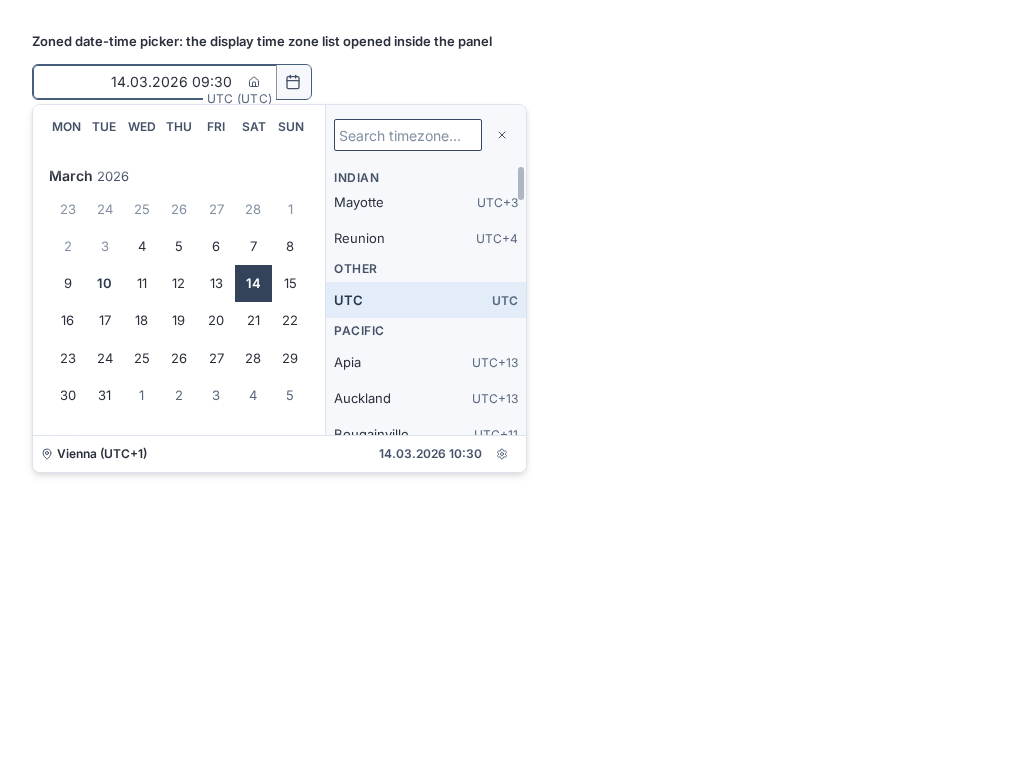 Zoned date-time picker: the display time zone list opened inside the panel
14.03.2026 09:30
UTC (UTC)
MON TUE WED THU FRI SAT SUN
March 2026
23 24 25 26 27 28 1
2 3 4 5 6 7 8
9 10 11 12 13 14 15
16 17 18 19 20 21 22
23 24 25 26 27 28 29
30 31 1 2 3 4 5
Search timezone...
INDIAN
Mayotte UTC+3
Reunion UTC+4
OTHER
UTC UTC
PACIFIC
Apia UTC+13
Auckland UTC+13
Bougainville UTC+11
Vienna (UTC+1) 14.03.2026 10:30